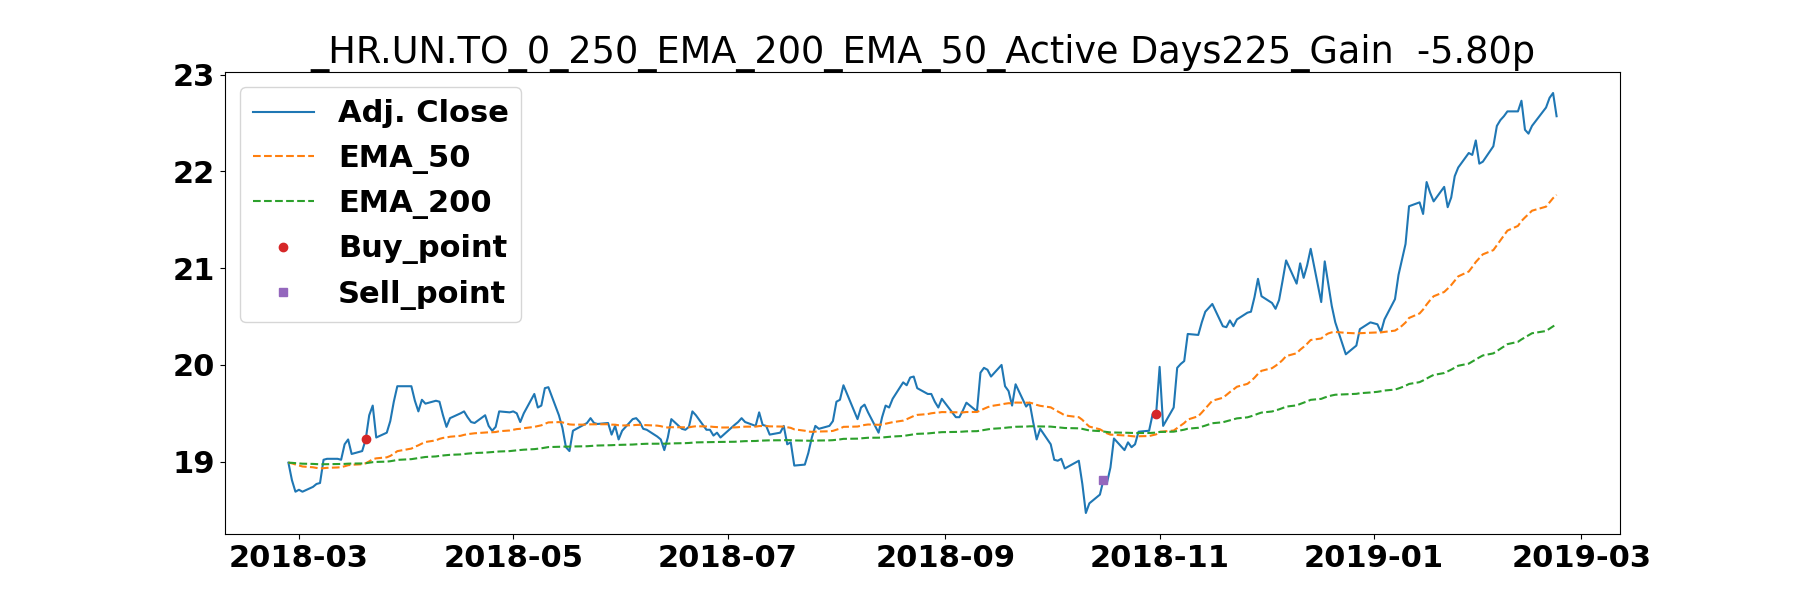 _HR.UN.TO_0_250_EMA_200_EMA_50_Active Days225_Gain  -5.80p
23
22
21
20
19
Adj. Close
EMA_50
EMA_200
Buy_point
Sell_point
2018-03 2018-05 2018-07 2018-09 2018-11 2019-01 2019-03